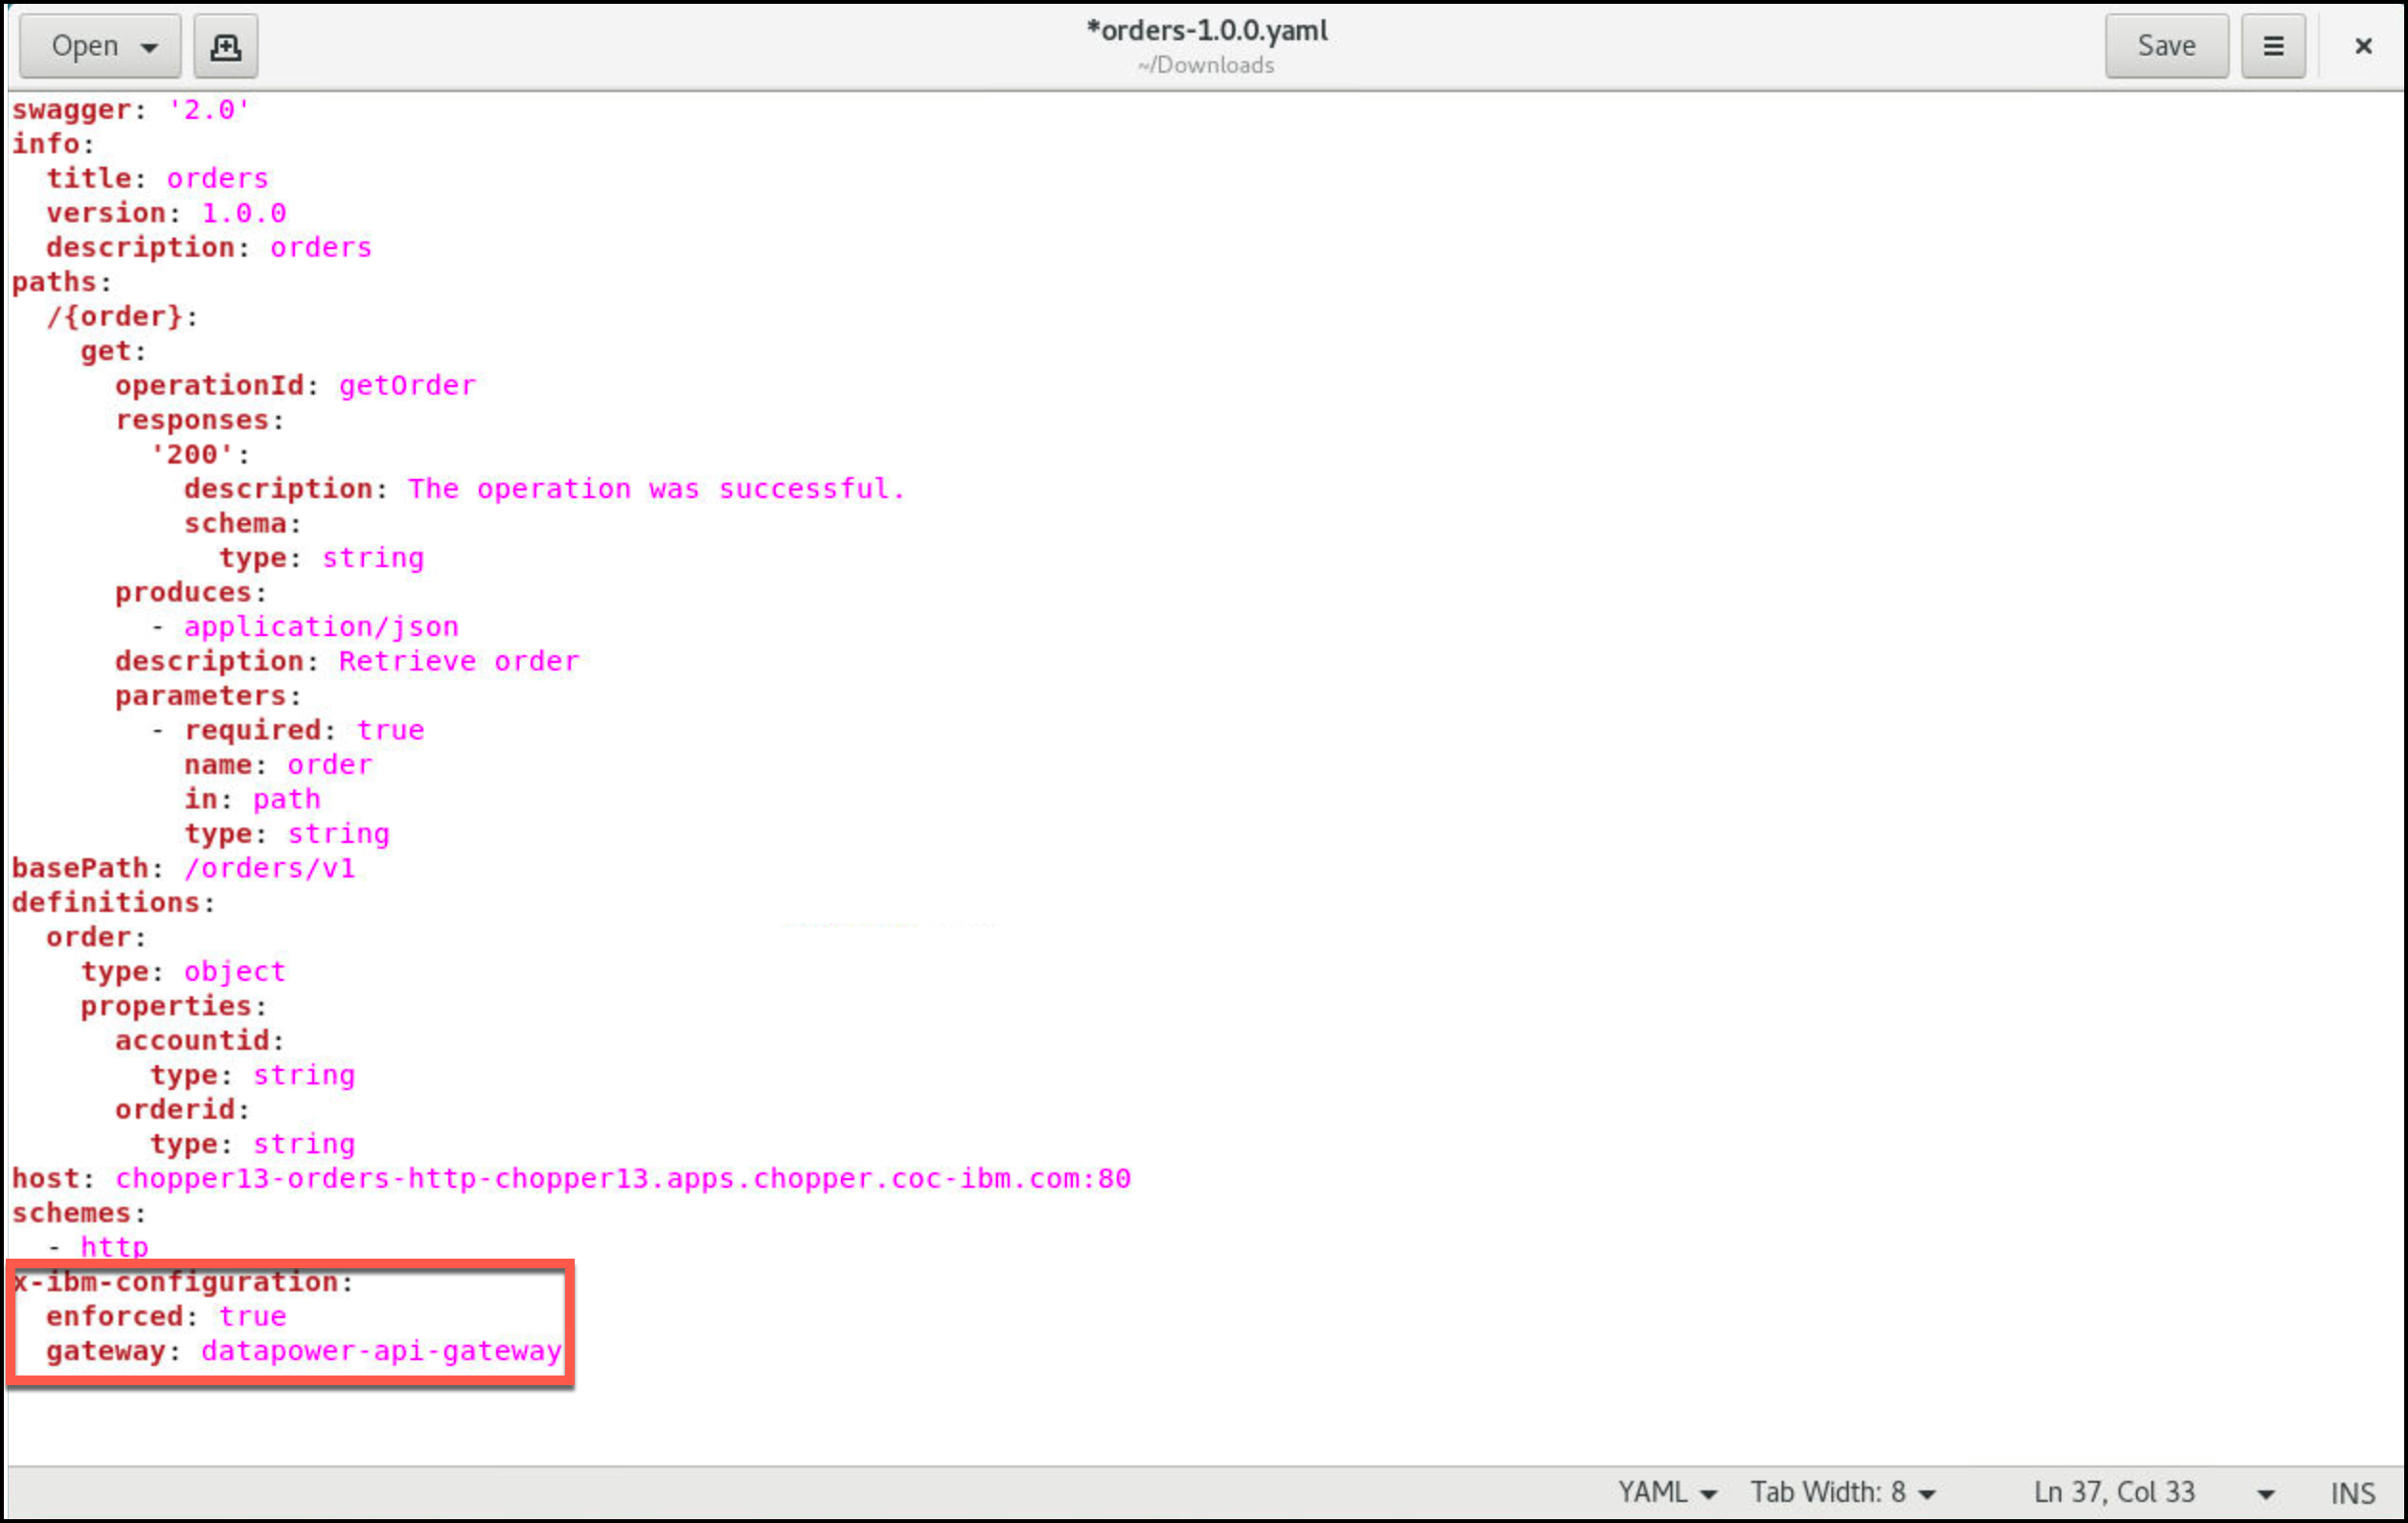 Open
*orders-1.0.0.yaml
~/Downloads
Save
swagger: '2.0'
info:
  title: orders
  version: 1.0.0
  description: orders
paths:
  /{order}:
    get:
      operationId: getOrder
      responses:
        '200':
          description: The operation was successful.
          schema:
            type: string
      produces:
        - application/json
      description: Retrieve order
      parameters:
        - required: true
          name: order
          in: path
          type: string
basePath: /orders/v1
definitions:
  order:
    type: object
    properties:
      accountid:
        type: string
      orderid:
        type: string
host: chopper13-orders-http-chopper13.apps.chopper.coc-ibm.com:80
schemes:
  - http
x-ibm-configuration:
  enforced: true
  gateway: datapower-api-gateway
YAML Tab Width: 8 Ln 37, Col 33 INS